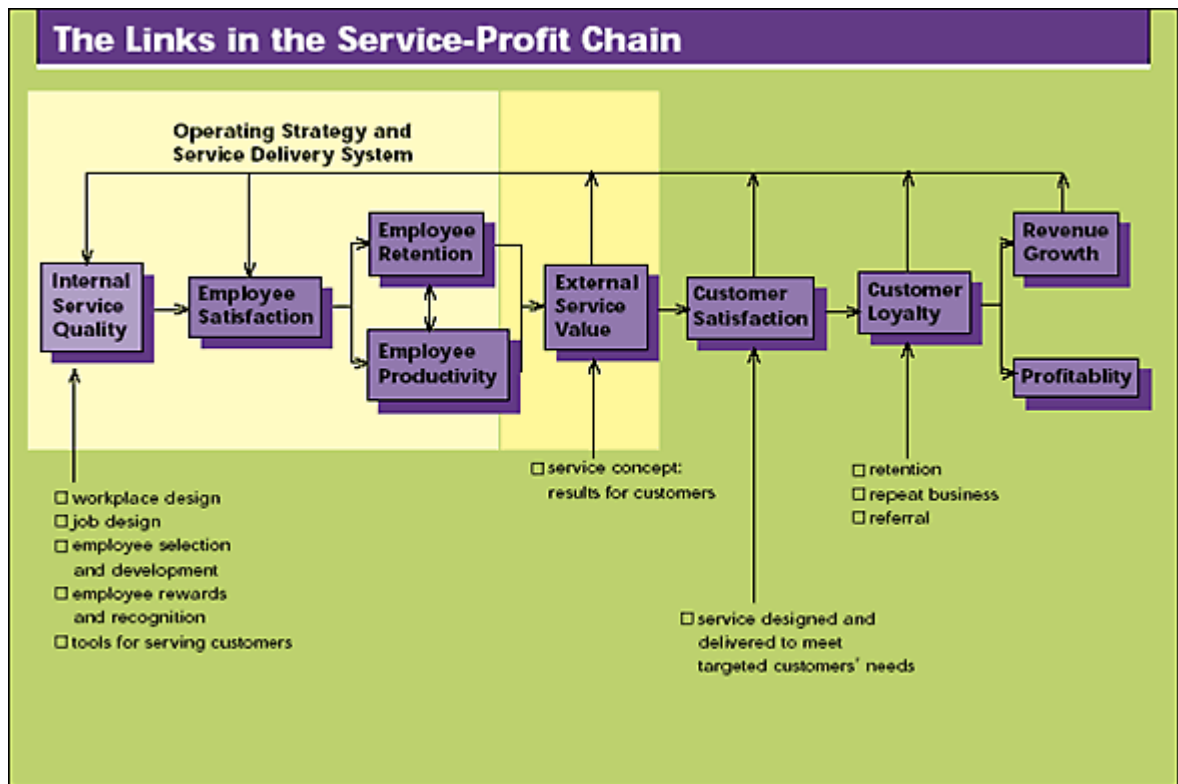 The Links in the Service-Profit Chain
Operating Strategy and
Service Delivery System
Internal
Service
Quality
Employee
Satisfaction
Employee
Retention
Employee
Productivity
External
Service
Value
Customer
Satisfaction
Customer
Loyalty
Revenue
Growth
Profitablity
workplace design
job design
employee selection
and development
employee rewards
and recognition
tools for serving customers
service concept:
results for customers
service designed and
delivered to meet
targeted customers' needs
retention
repeat business
referral